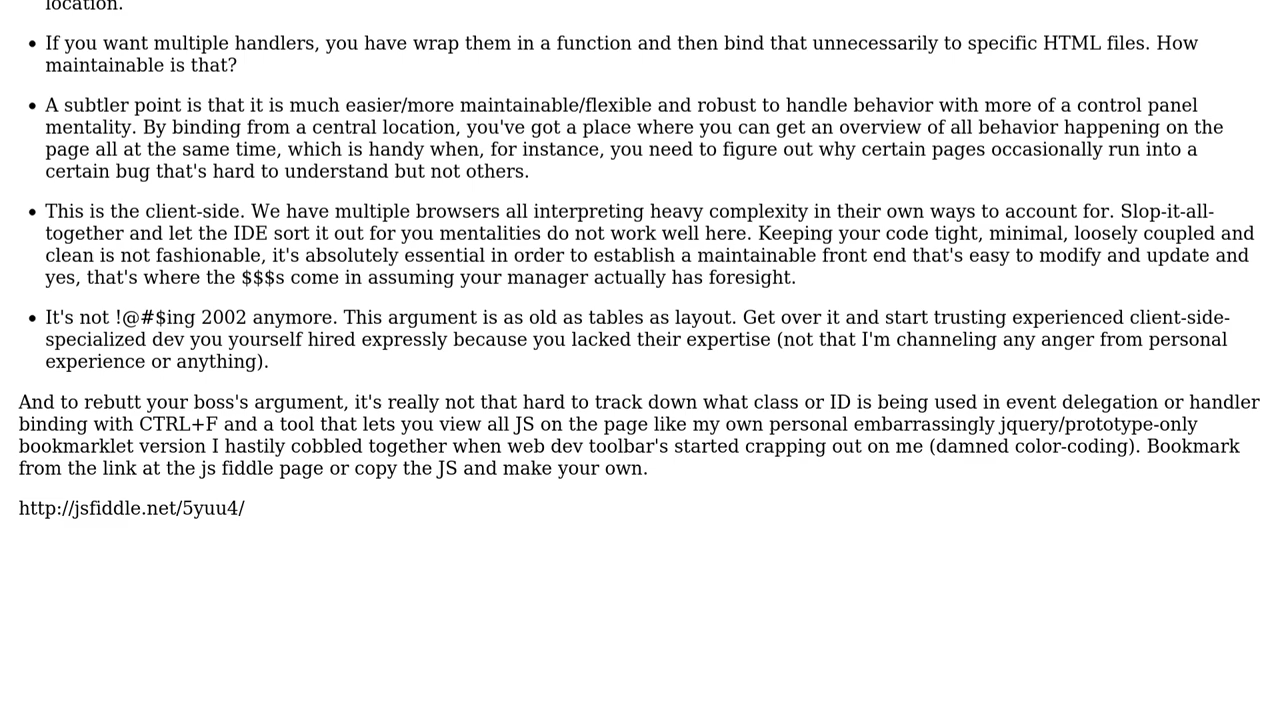 location.
If you want multiple handlers, you have wrap them in a function and then bind that unnecessarily to specific HTML files. How
maintainable is that?
A subtler point is that it is much easier/more maintainable/flexible and robust to handle behavior with more of a control panel
mentality. By binding from a central location, you've got a place where you can get an overview of all behavior happening on the
page all at the same time, which is handy when, for instance, you need to figure out why certain pages occasionally run into a
certain bug that's hard to understand but not others.
This is the client-side. We have multiple browsers all interpreting heavy complexity in their own ways to account for. Slop-it-all-
together and let the IDE sort it out for you mentalities do not work well here. Keeping your code tight, minimal, loosely coupled and
clean is not fashionable, it's absolutely essential in order to establish a maintainable front end that's easy to modify and update and
yes, that's where the $$$s come in assuming your manager actually has foresight.
It's not !@#$ing 2002 anymore. This argument is as old as tables as layout. Get over it and start trusting experienced client-side-
specialized dev you yourself hired expressly because you lacked their expertise (not that I'm channeling any anger from personal
experience or anything).
And to rebutt your boss's argument, it's really not that hard to track down what class or ID is being used in event delegation or handler
binding with CTRL+F and a tool that lets you view all JS on the page like my own personal embarrassingly jquery/prototype-only
bookmarklet version I hastily cobbled together when web dev toolbar's started crapping out on me (damned color-coding). Bookmark
from the link at the js fiddle page or copy the JS and make your own.
http://jsfiddle.net/5yuu4/